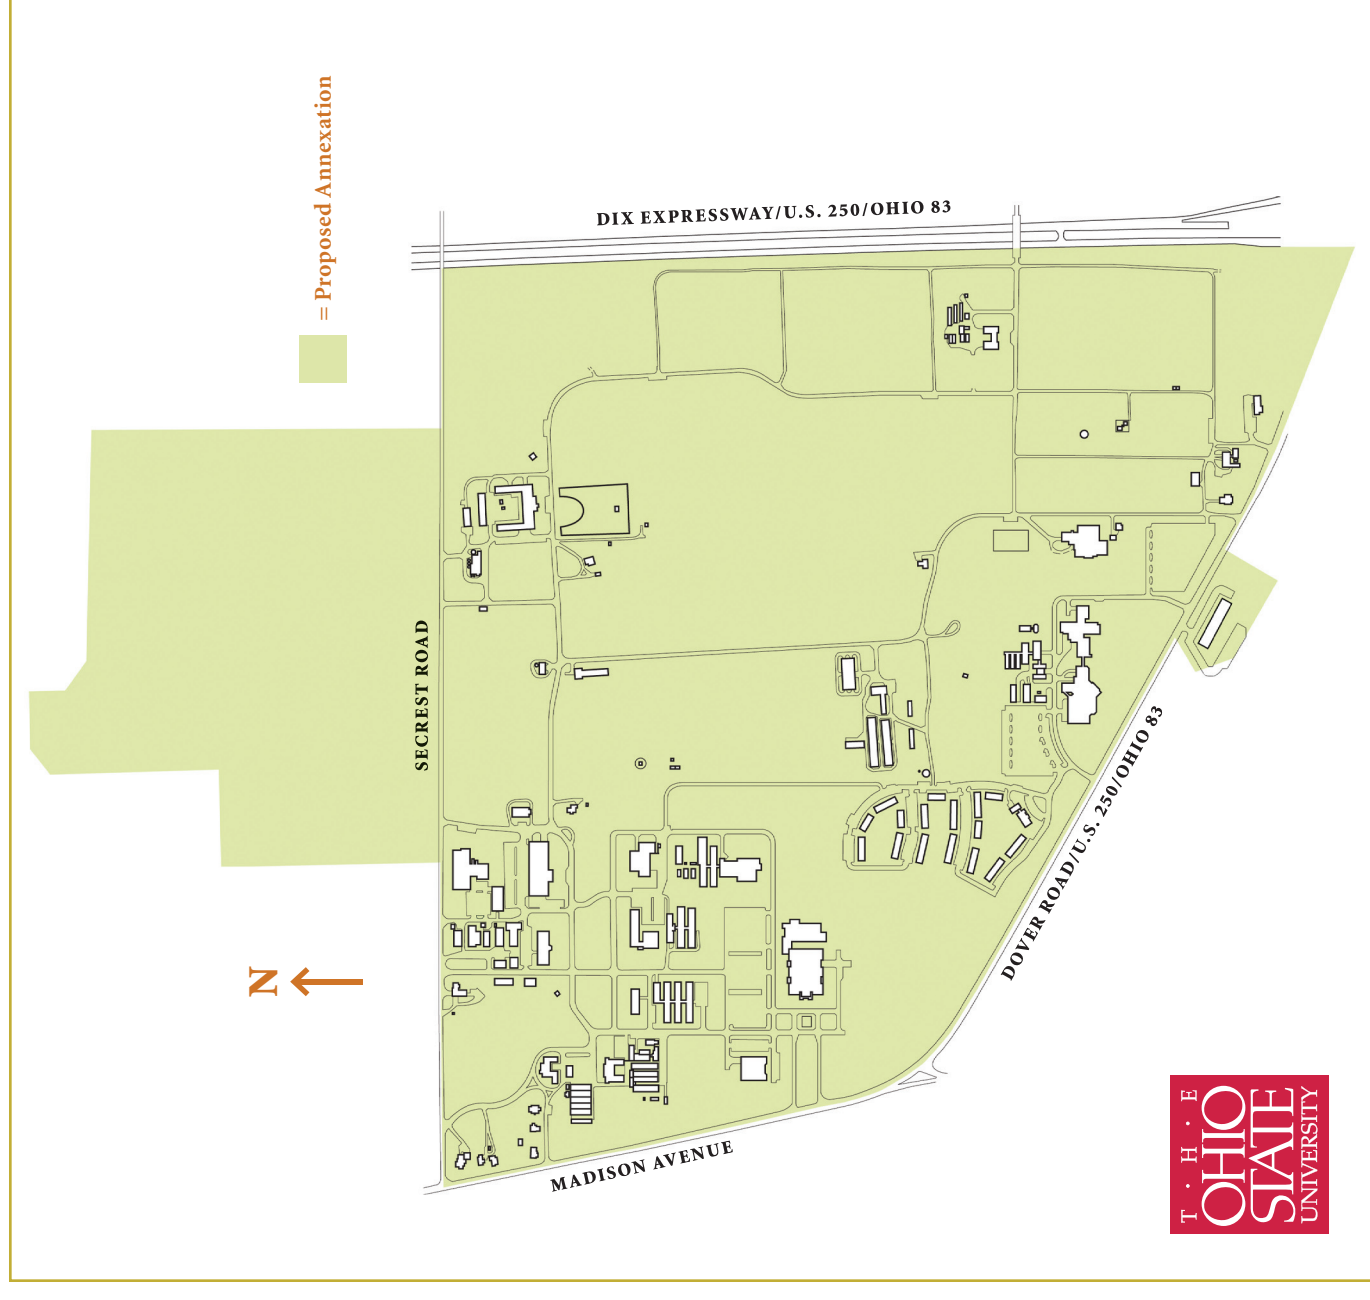 = Proposed Annexation
DIX EXPRESSWAY/U.S. 250/OHIO 83
SECREST ROAD
DOVER ROAD/U.S. 250/OHIO 83
N
MADISON AVENUE
T · H · E
OHIO
STATE
UNIVERSITY